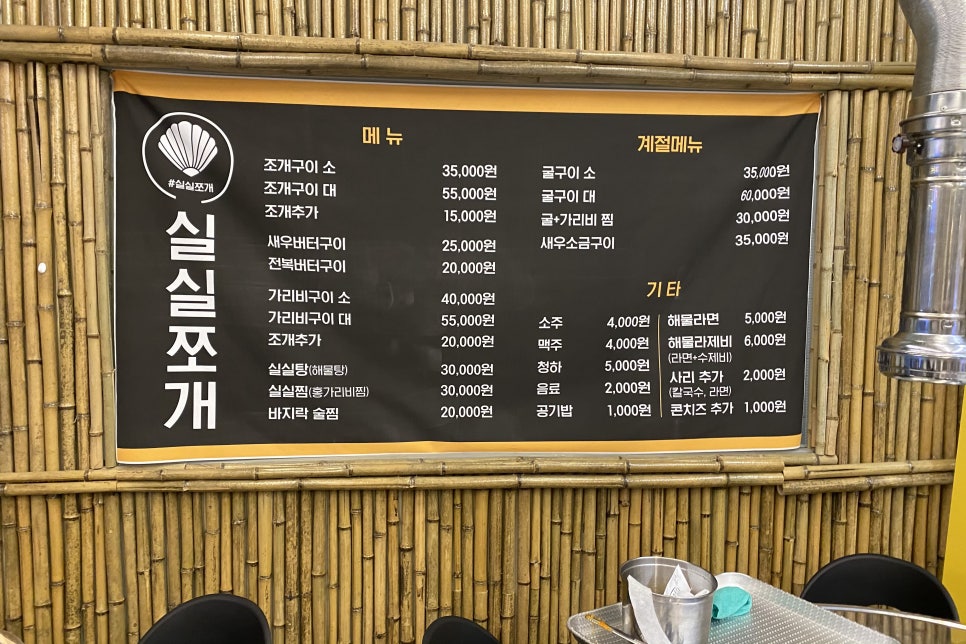 #실실쪼개
실실쪼개
메뉴
조개구이 소 35,000원
조개구이 대 55,000원
조개추가 15,000원
새우버터구이 25,000원
전복버터구이 20,000원
가리비구이 소 40,000원
가리비구이 대 55,000원
조개추가 20,000원
실실탕(해물탕) 30,000원
실실찜(홍가리비찜) 30,000원
바지락 술찜 20,000원
계절메뉴
굴구이 소 35,000원
굴구이 대 60,000원
굴+가리비 찜 30,000원
새우소금구이 35,000원
기타
소주 4,000원
맥주 4,000원
청하 5,000원
음료 2,000원
공기밥 1,000원
해물라면 5,000원
해물라제비 6,000원
(라면+수제비)
사리 추가 2,000원
(칼국수, 라면)
콘치즈 추가 1,000원